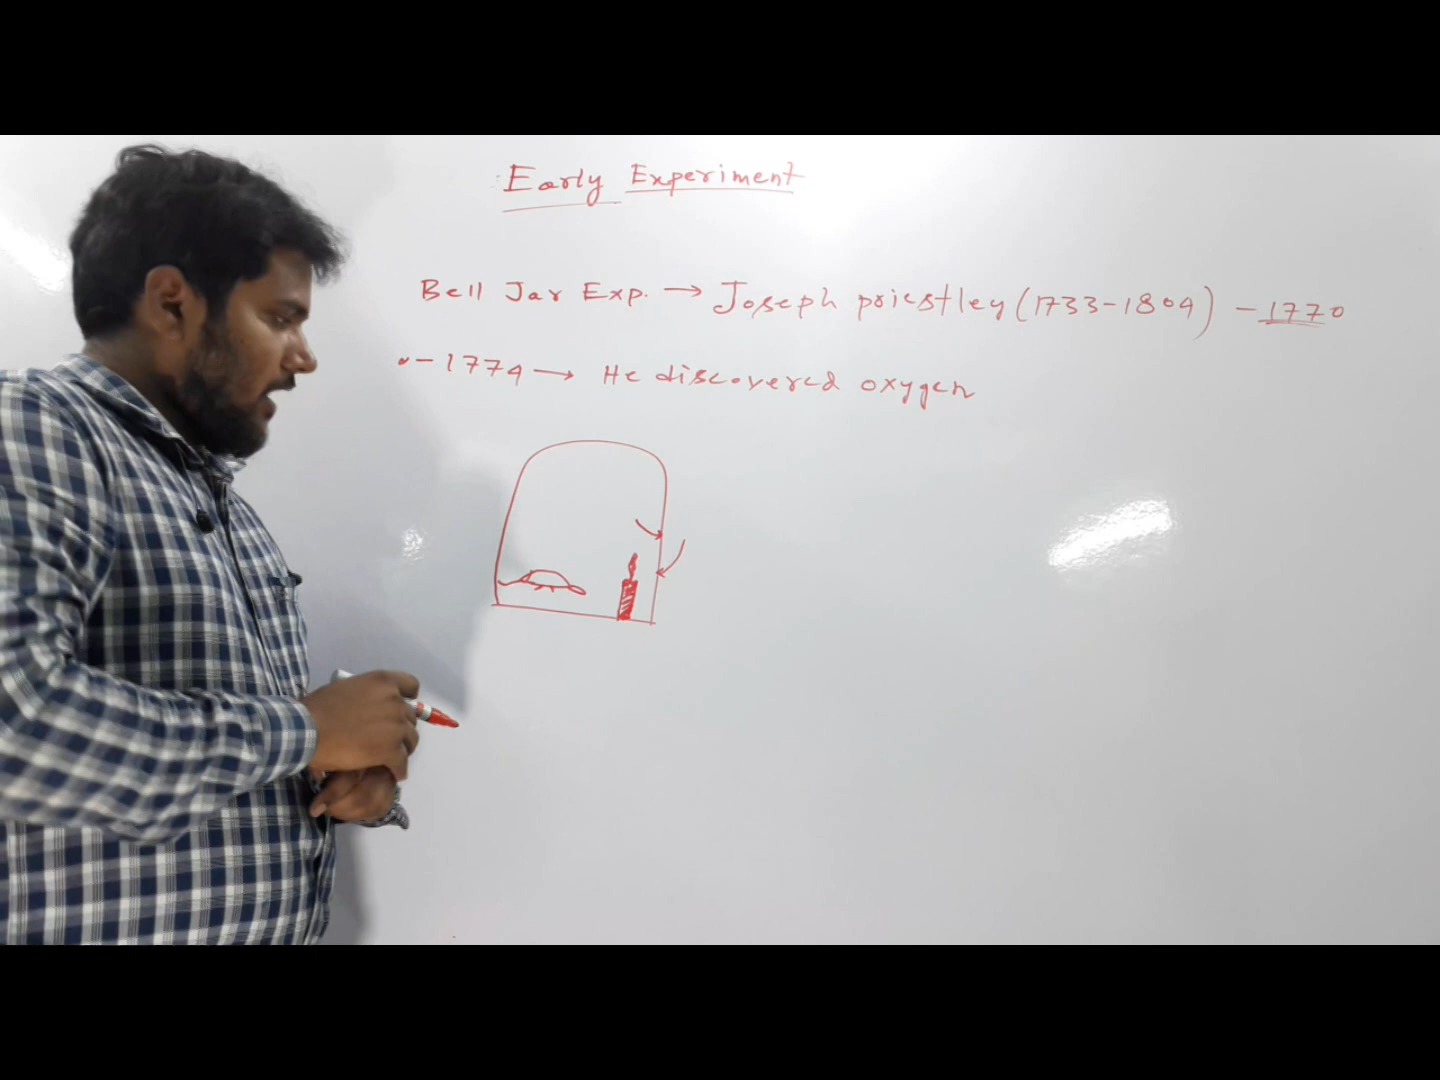 Early Experiment
Bell Jar Exp. → Joseph priestley (1733-1804) - 1770
- 1774 → He discovered oxygen